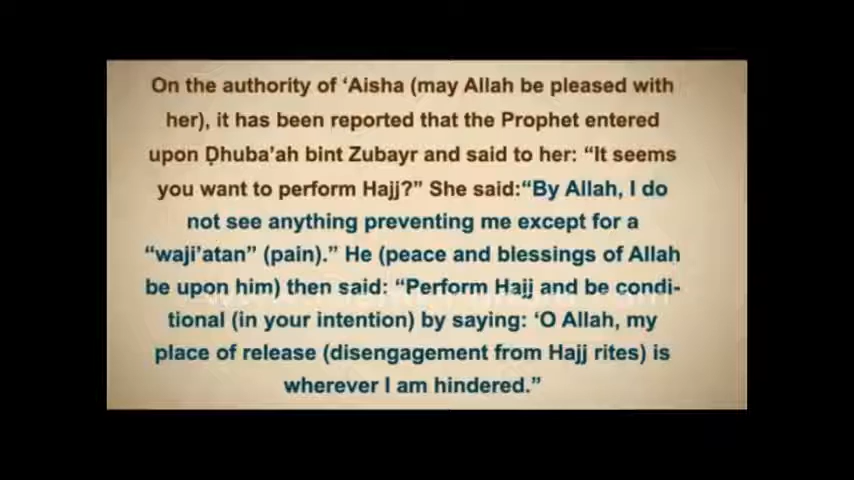 On the authority of ‘Aisha (may Allah be pleased with
her), it has been reported that the Prophet entered
upon Ḍhuba’ah bint Zubayr and said to her: “It seems
you want to perform Hajj?” She said:“By Allah, I do
not see anything preventing me except for a
“waji’atan” (pain).” He (peace and blessings of Allah
be upon him) then said: “Perform Hajj and be condi-
tional (in your intention) by saying: ‘O Allah, my
place of release (disengagement from Hajj rites) is
wherever I am hindered.”